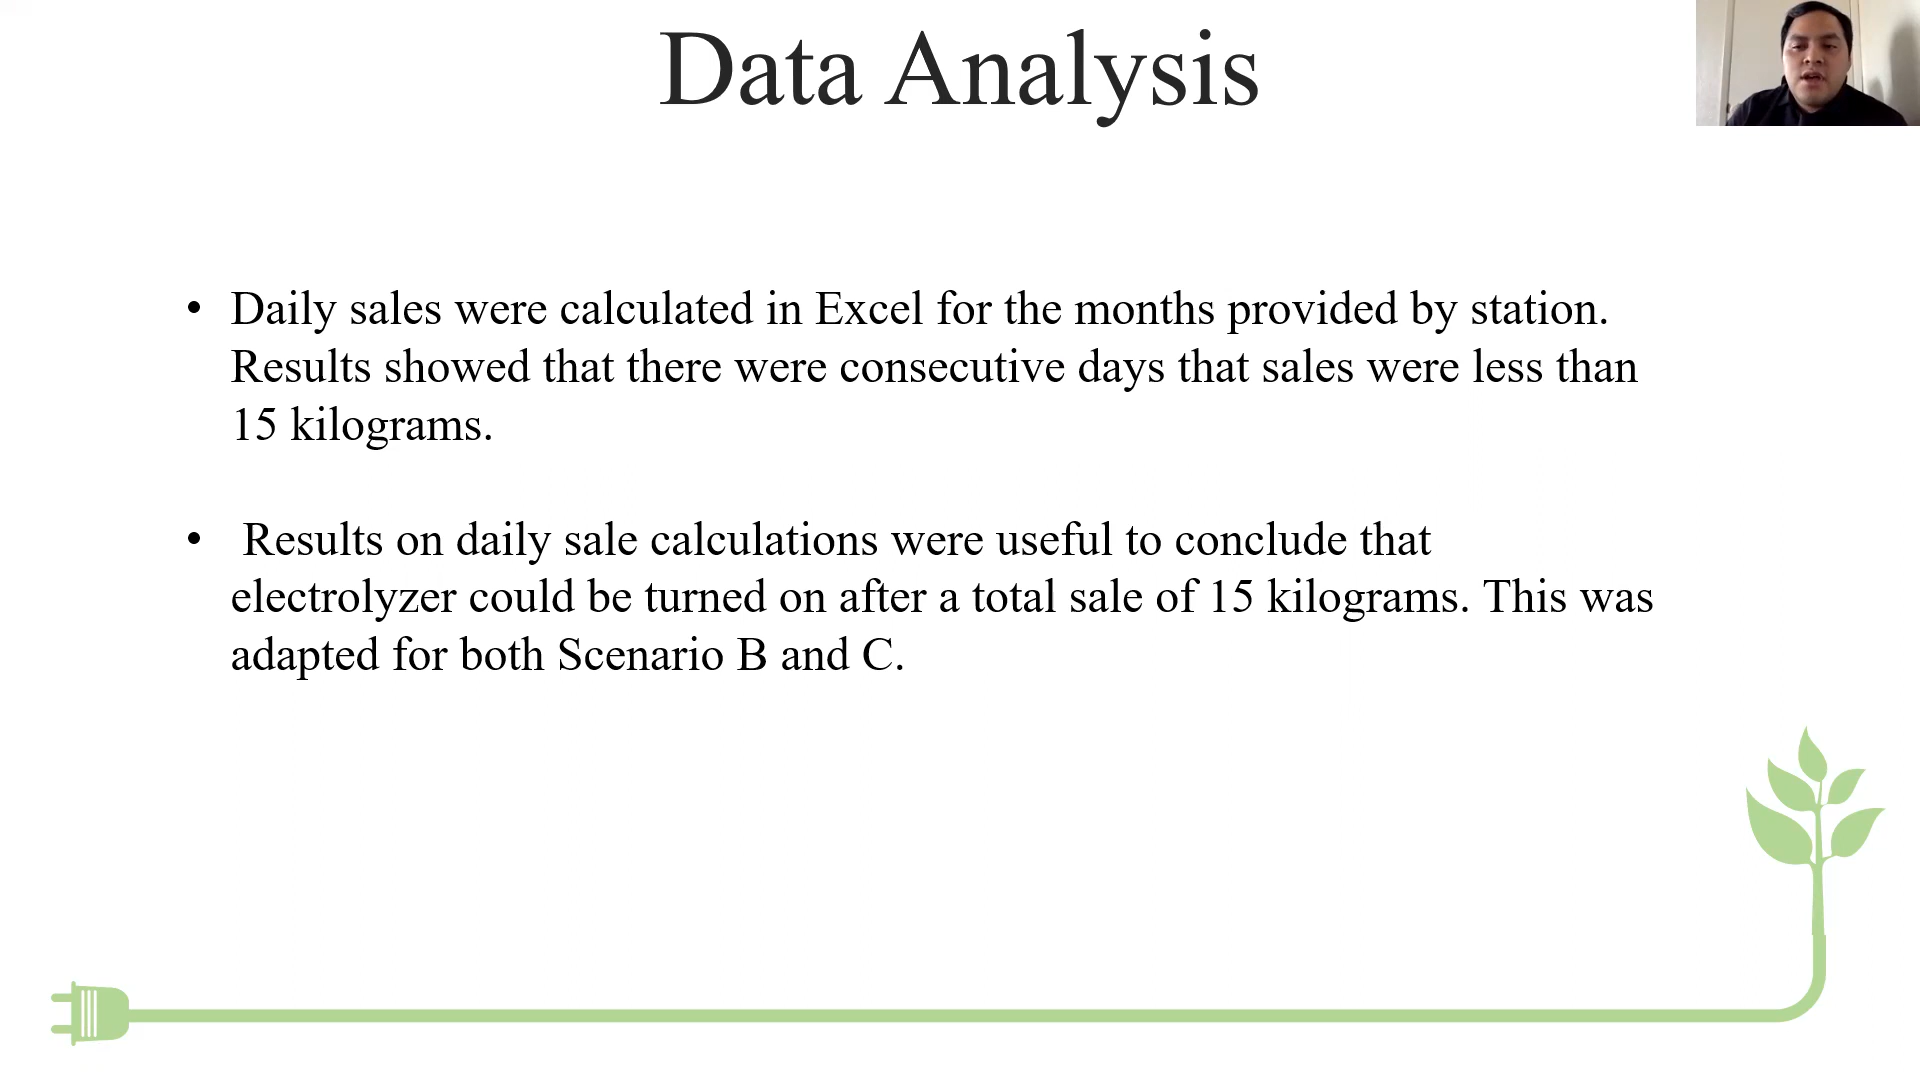 Data Analysis
• Daily sales were calculated in Excel for the months provided by station.
Results showed that there were consecutive days that sales were less than
15 kilograms.
• Results on daily sale calculations were useful to conclude that
electrolyzer could be turned on after a total sale of 15 kilograms. This was
adapted for both Scenario B and C.